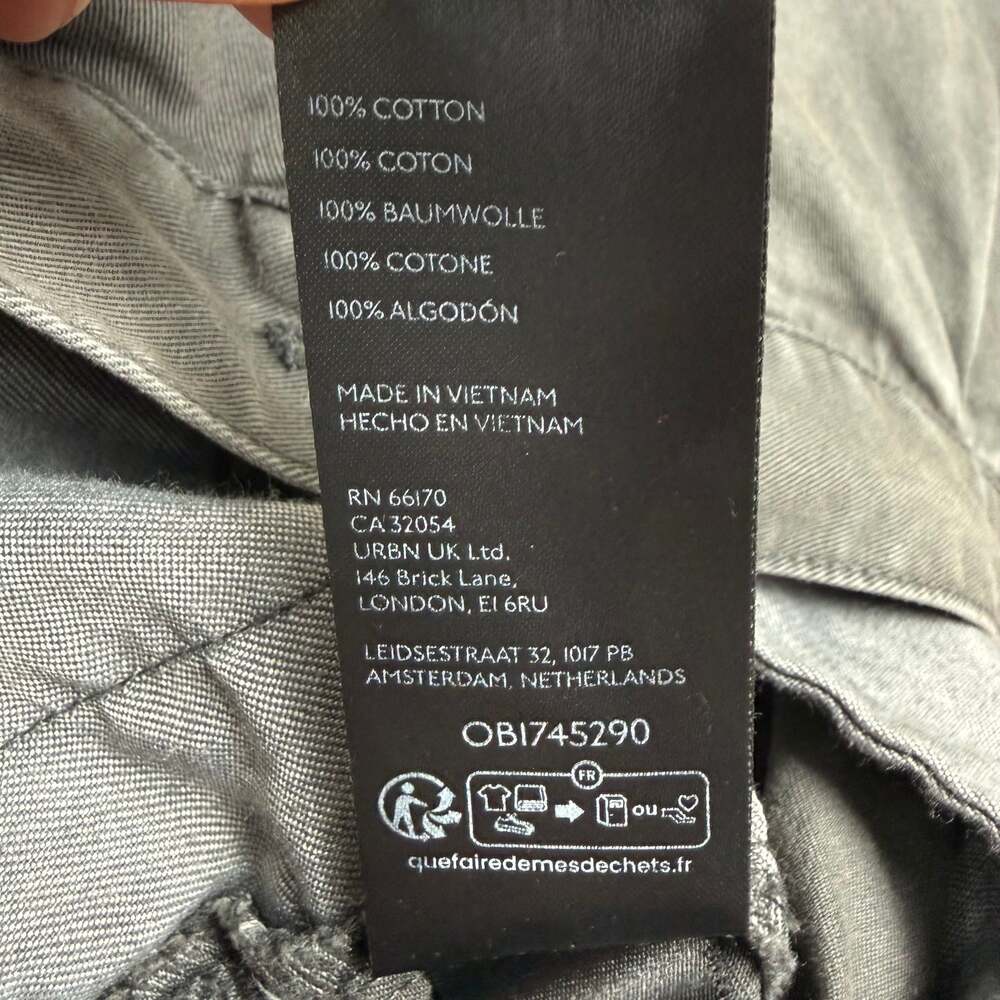 100% COTTON
100% COTON
100% BAUMWOLLE
100% COTONE
100% ALGODÓN
MADE IN VIETNAM
HECHO EN VIETNAM
RN 66170
CA 32054
URBN UK Ltd.
146 Brick Lane,
LONDON, E1 6RU
LEIDSESTRAAT 32, 1017 PB
AMSTERDAM, NETHERLANDS
OB1745290
FR
ou
quefairedemesdechets.fr